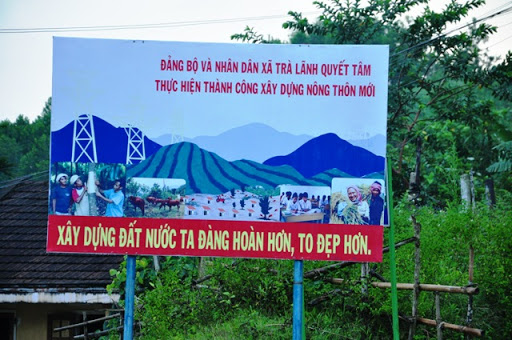 ĐẢNG BỘ VÀ NHÂN DÂN XÃ TRÀ LÃNH QUYẾT TÂM
THỰC HIỆN THÀNH CÔNG XÂY DỰNG NÔNG THÔN MỚI
XÂY DỰNG ĐẤT NƯỚC TA ĐÀNG HOÀN HƠN, TO ĐẸP HƠN.